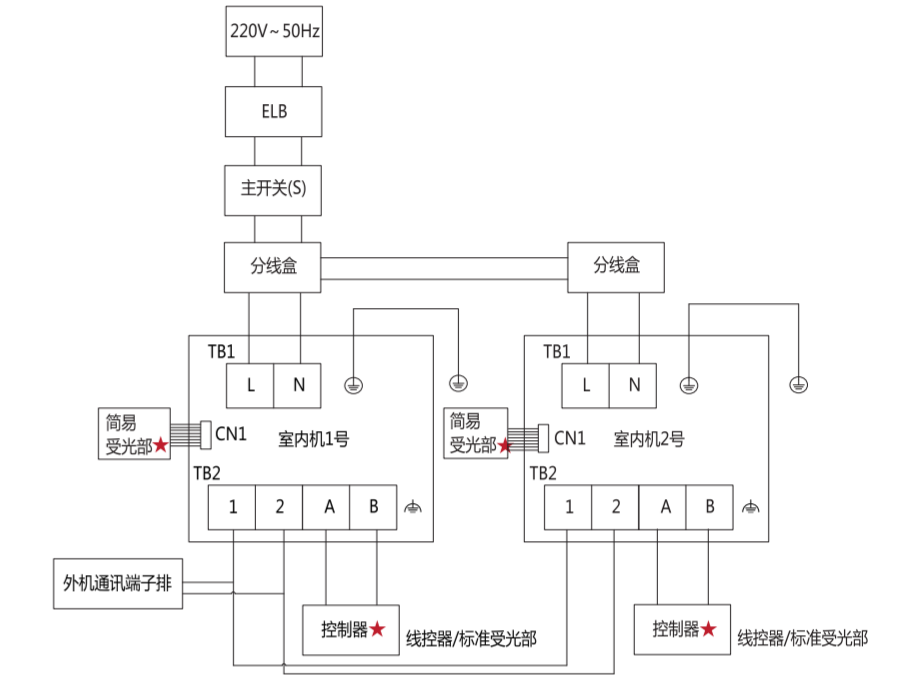 220V~50Hz
ELB
主开关(S)
分线盒
分线盒
TB1
L
N
简易
受光部★
CN1
室内机1号
TB2
1
2
A
B
TB1
L
N
简易
受光部★
CN1
室内机2号
TB2
1
2
A
B
外机通讯端子排
控制器★
线控器/标准受光部
控制器★
线控器/标准受光部